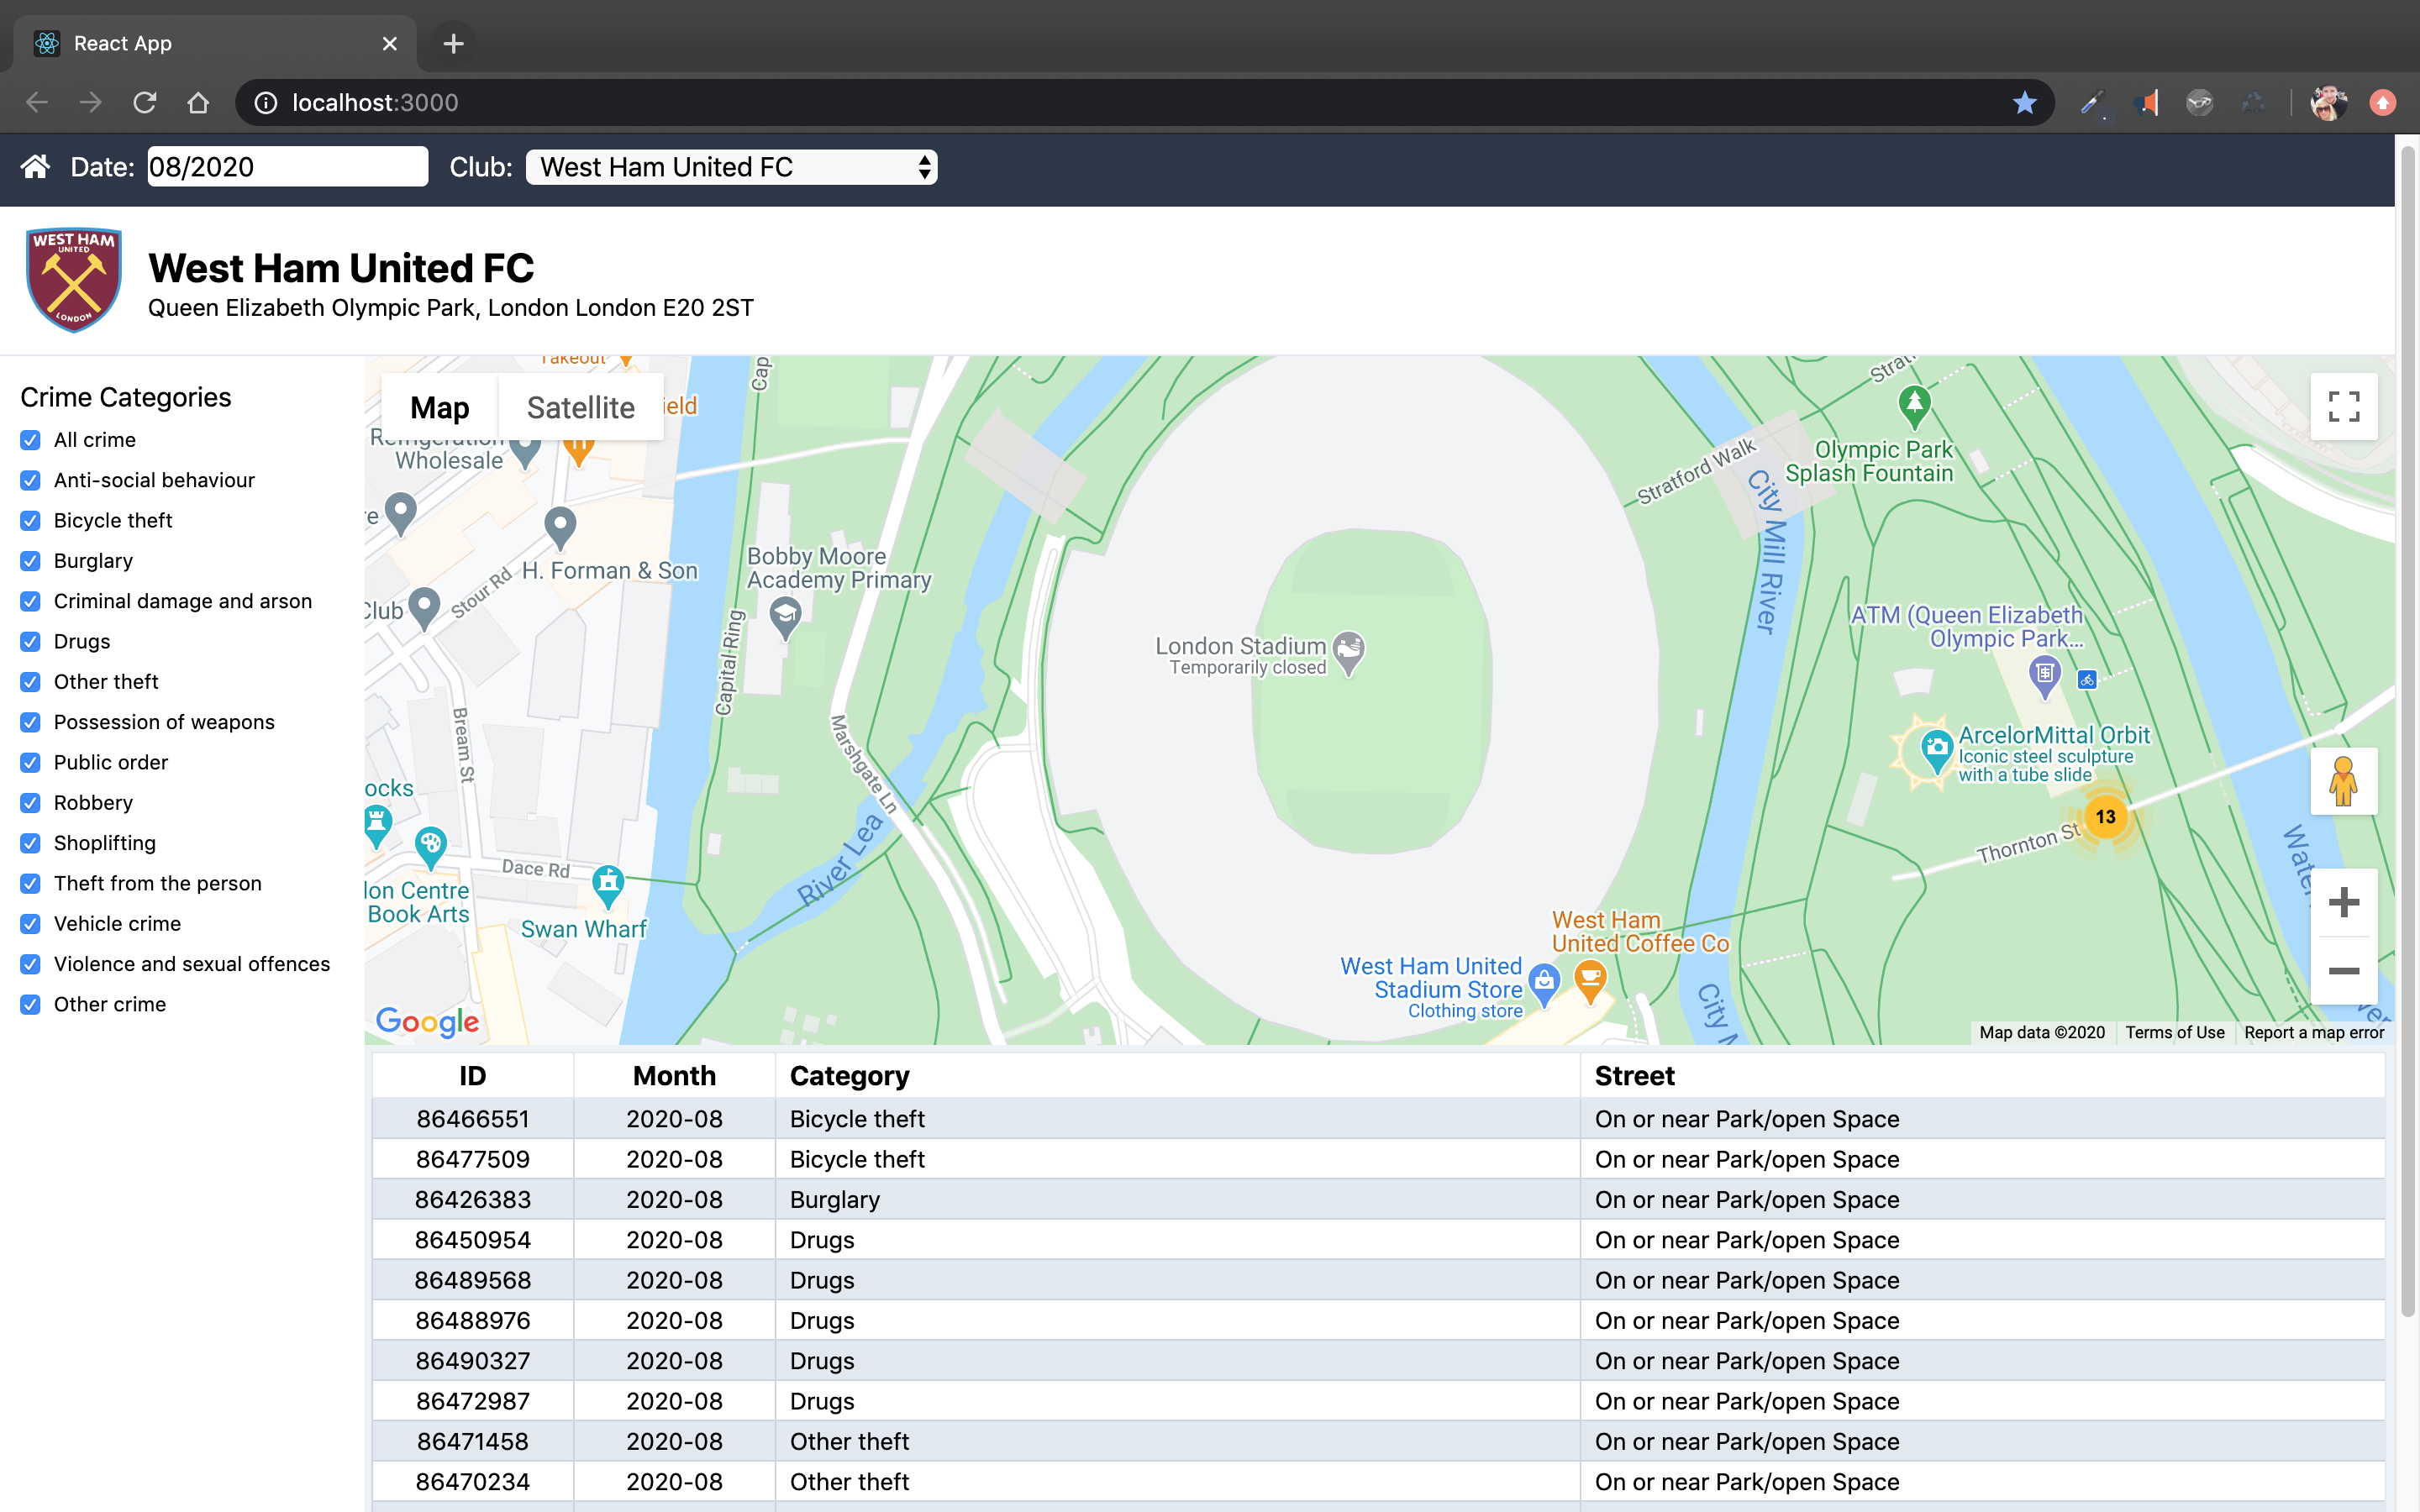 React App
localhost:3000
Date: 08/2020 Club: West Ham United FC
WEST HAM
UNITED
LONDON
West Ham United FC
Queen Elizabeth Olympic Park, London London E20 2ST
Crime Categories
All crime
Anti-social behaviour
Bicycle theft
Burglary
Criminal damage and arson
Drugs
Other theft
Possession of weapons
Public order
Robbery
Shoplifting
Theft from the person
Vehicle crime
Violence and sexual offences
Other crime
Map Satellite
Takeout
ield
Refrigeration
Wholesale
Cap
H. Forman & Son
Stour Rd
Club
Bobby Moore
Academy Primary
Capital Ring
Marshgate Ln
Bream St
ocks
Dace Rd
lon Centre
Book Arts
Swan Wharf
River Lea
London Stadium
Temporarily closed
Strat
Stratford Walk
Olympic Park
Splash Fountain
City Mill River
ATM (Queen Elizabeth
Olympic Park...
ArcelorMittal Orbit
Iconic steel sculpture
with a tube slide
13
Thornton St
Water
ver
West Ham
United Coffee Co
West Ham United
Stadium Store
Clothing store
City M
Google
Map data ©2020 Terms of Use Report a map error
ID Month Category Street
86466551 2020-08 Bicycle theft On or near Park/open Space
86477509 2020-08 Bicycle theft On or near Park/open Space
86426383 2020-08 Burglary On or near Park/open Space
86450954 2020-08 Drugs On or near Park/open Space
86489568 2020-08 Drugs On or near Park/open Space
86488976 2020-08 Drugs On or near Park/open Space
86490327 2020-08 Drugs On or near Park/open Space
86472987 2020-08 Drugs On or near Park/open Space
86471458 2020-08 Other theft On or near Park/open Space
86470234 2020-08 Other theft On or near Park/open Space